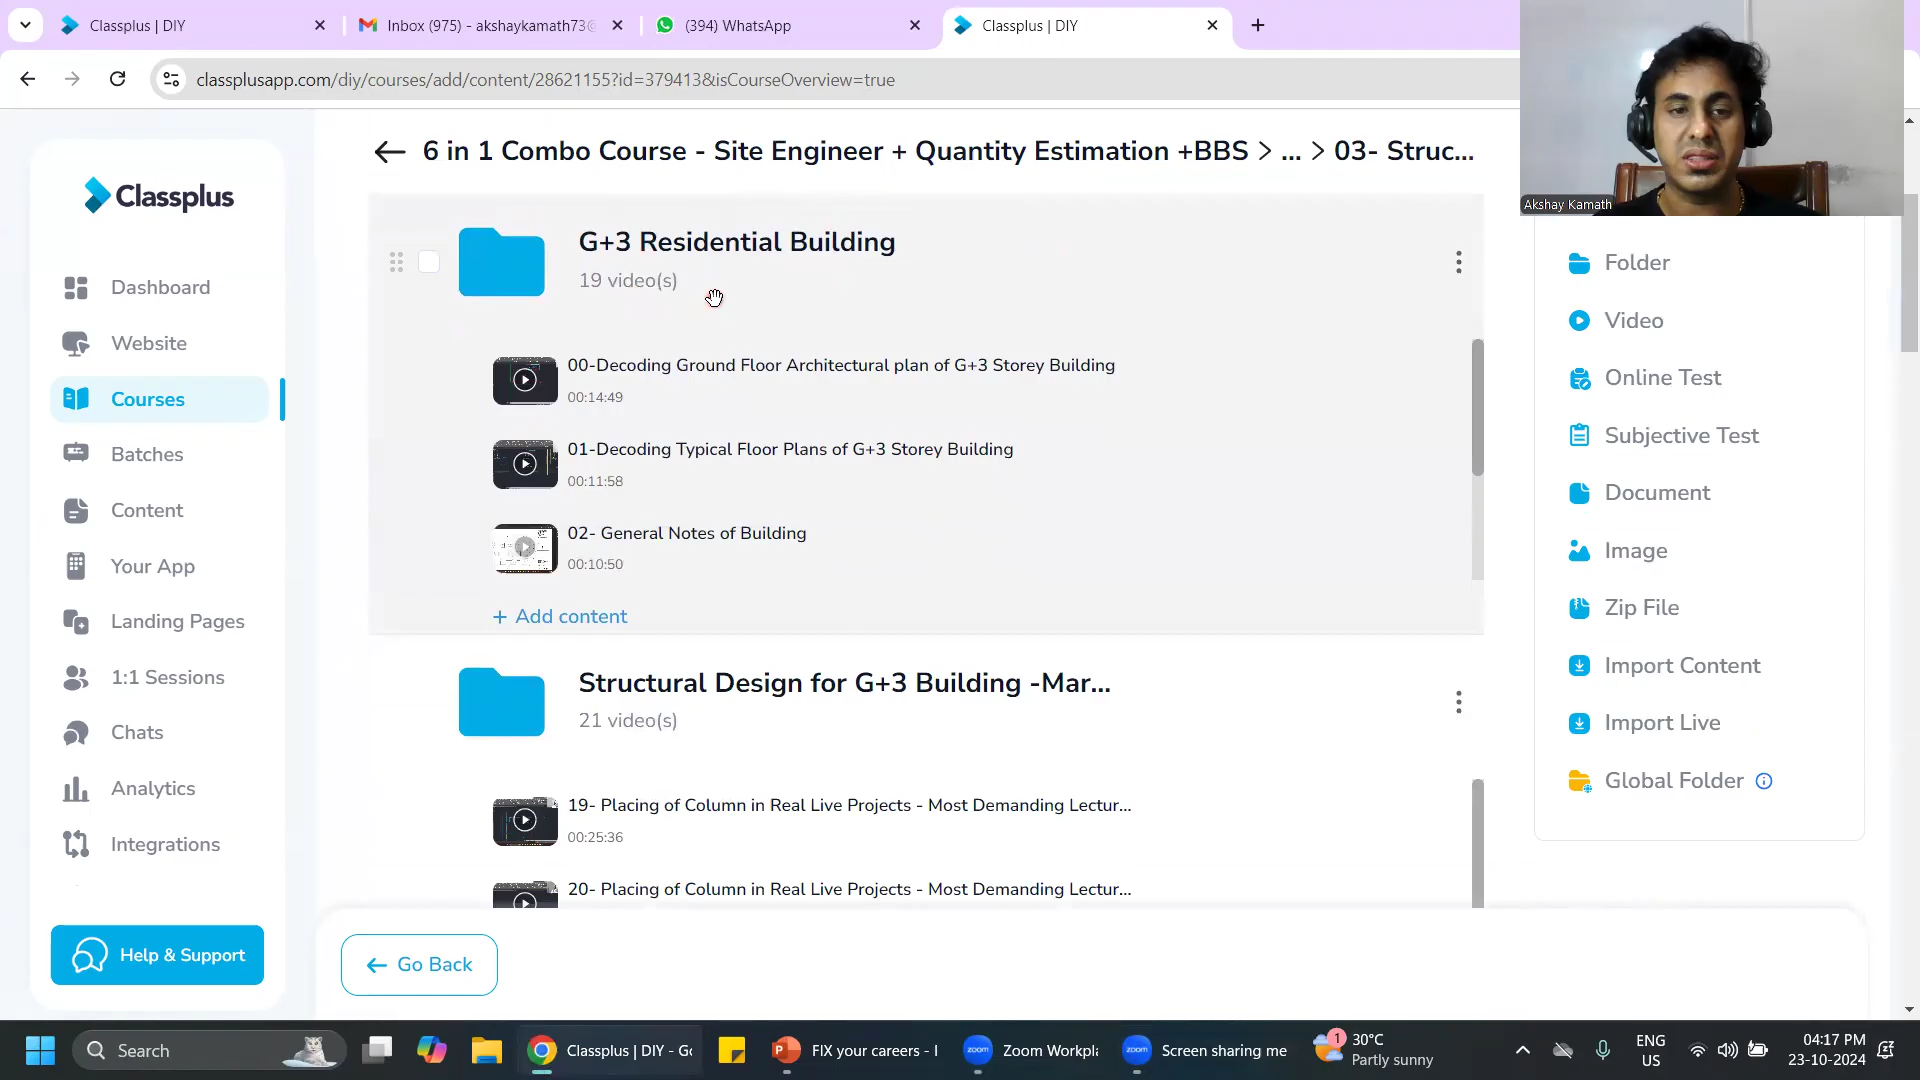 Classplus | DIY
Inbox (975) - akshaykamath73@
(394) WhatsApp
Classplus | DIY
classplusapp.com/diy/courses/add/content/28621155?id=379413&isCourseOverview=true
Akshay Kamath
Classplus
Dashboard
Website
Courses
Batches
Content
Your App
Landing Pages
1:1 Sessions
Chats
Analytics
Integrations
Help & Support
6 in 1 Combo Course - Site Engineer + Quantity Estimation +BBS > ... > 03- Struc...
G+3 Residential Building
19 video(s)
00-Decoding Ground Floor Architectural plan of G+3 Storey Building
00:14:49
01-Decoding Typical Floor Plans of G+3 Storey Building
00:11:58
02- General Notes of Building
00:10:50
+ Add content
Structural Design for G+3 Building -Mar...
21 video(s)
19- Placing of Column in Real Live Projects - Most Demanding Lectur...
00:25:36
20- Placing of Column in Real Live Projects - Most Demanding Lectur...
Go Back
Folder
Video
Online Test
Subjective Test
Document
Image
Zip File
Import Content
Import Live
Global Folder
Search
Classplus | DIY - Go
FIX your careers - I
Zoom Workpl
Screen sharing me
1
30°C
Partly sunny
ENG
US
04:17 PM
23-10-2024